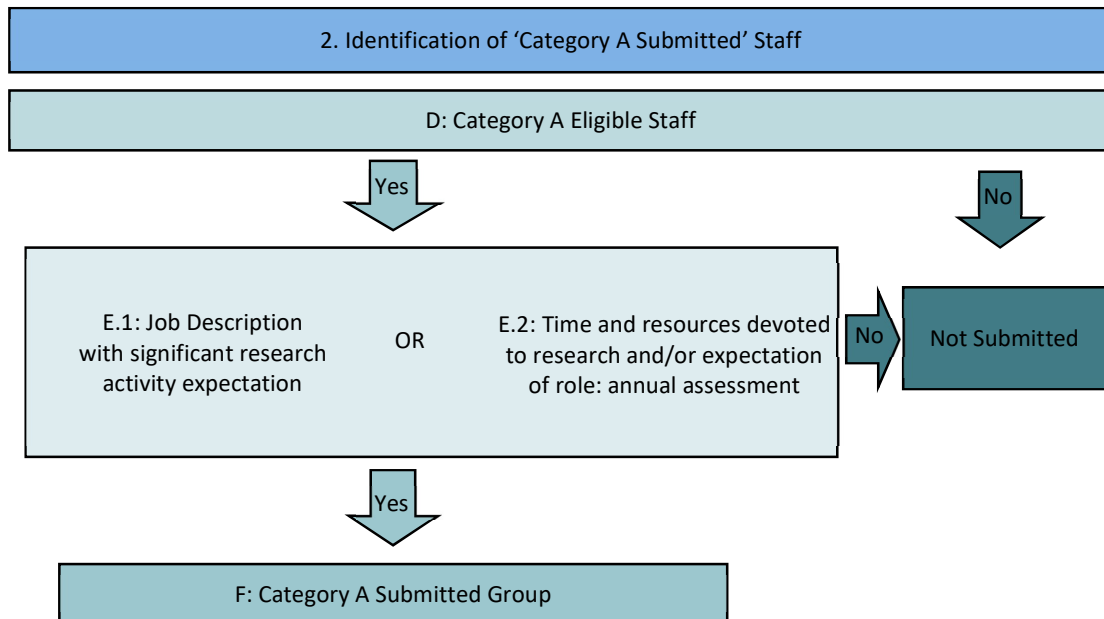 2. Identification of ‘Category A Submitted’ Staff
D: Category A Eligible Staff
Yes
No
E.1: Job Description
with significant research
activity expectation
OR
E.2: Time and resources devoted
to research and/or expectation
of role: annual assessment
No
Not Submitted
Yes
F: Category A Submitted Group